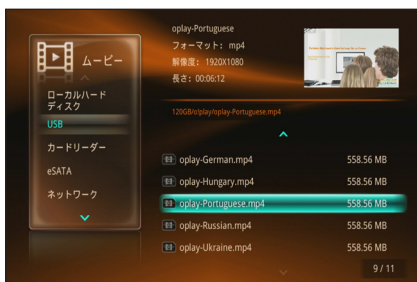 ムービー
ローカルハード
ディスク
USB
カードリーダー
eSATA
ネットワーク
oplay-Portuguese
フォーマット: mp4
解像度: 1920X1080
長さ: 00:06:12
120GB/o!play/oplay-Portuguese.mp4
oplay-German.mp4 558.56 MB
oplay-Hungary.mp4 558.56 MB
oplay-Portuguese.mp4 558.56 MB
oplay-Russian.mp4 558.56 MB
oplay-Ukraine.mp4 558.56 MB
9 / 11